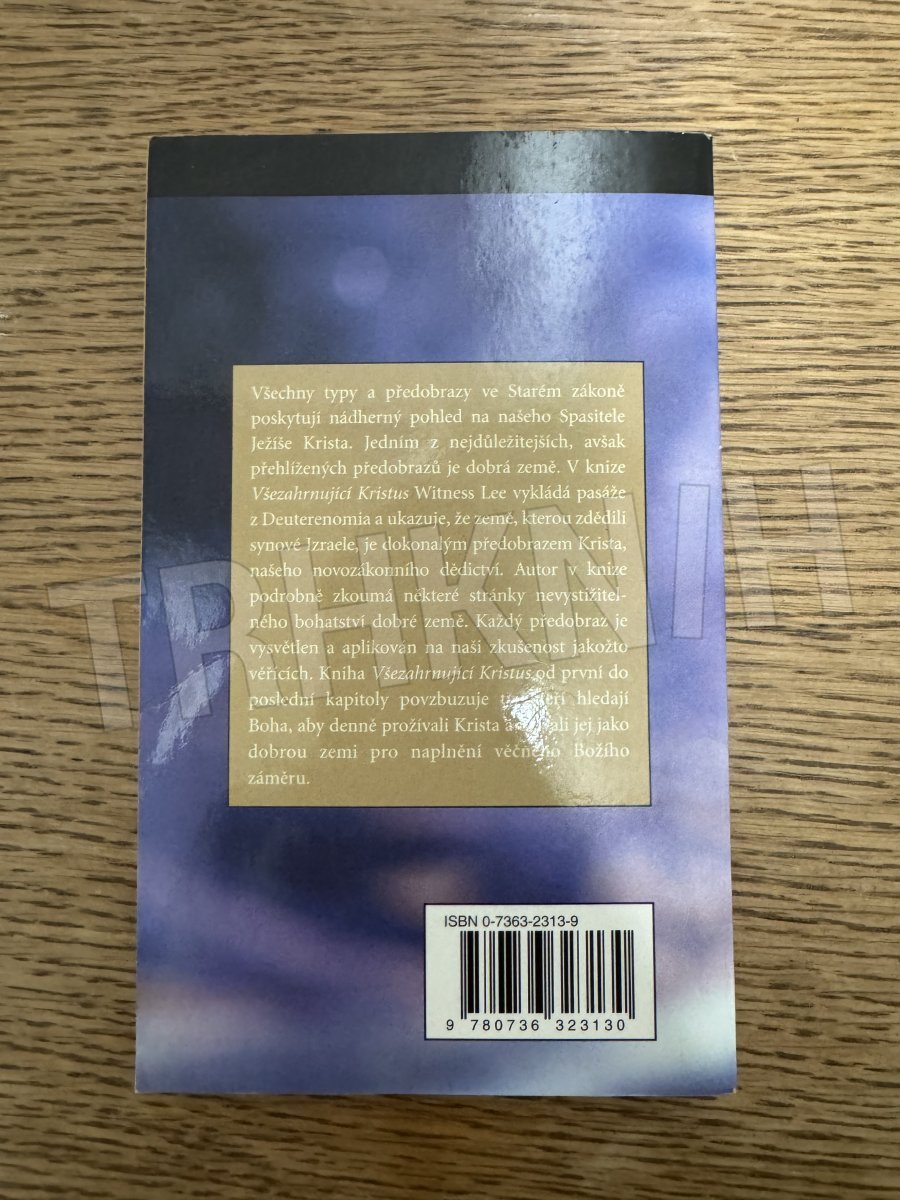 Všechny typy a předobrazy ve Starém zákoně
poskytují nádherný pohled na našeho Spasitele
Ježíše Krista. Jedním z nejdůležitejších, avšak
přehlížených předobrazů je dobrá země. V knize
Všezahrnující Kristus Witness Lee vykládá pasáže
z Deuterenomia a ukazuje, že země, kterou zdědili
synové Izraele, je dokonalým předobrazem Krista,
našeho novozákonního dědictví. Autor v knize
podrobně zkoumá některé stránky nevystižitel-
ného bohatství dobré země. Každý předobraz je
vysvětlen a aplikován na naši zkušenost jakožto
věřících. Kniha Všezahrnující Kristus od první do
poslední kapitoly povzbuzuje hledají
Boha, aby denně prožívali Krista jej jako
dobrou zemi pro naplnění věčného Božího
záměru.
TRHKNIH
ISBN 0-7363-2313-9
9 780736 323130